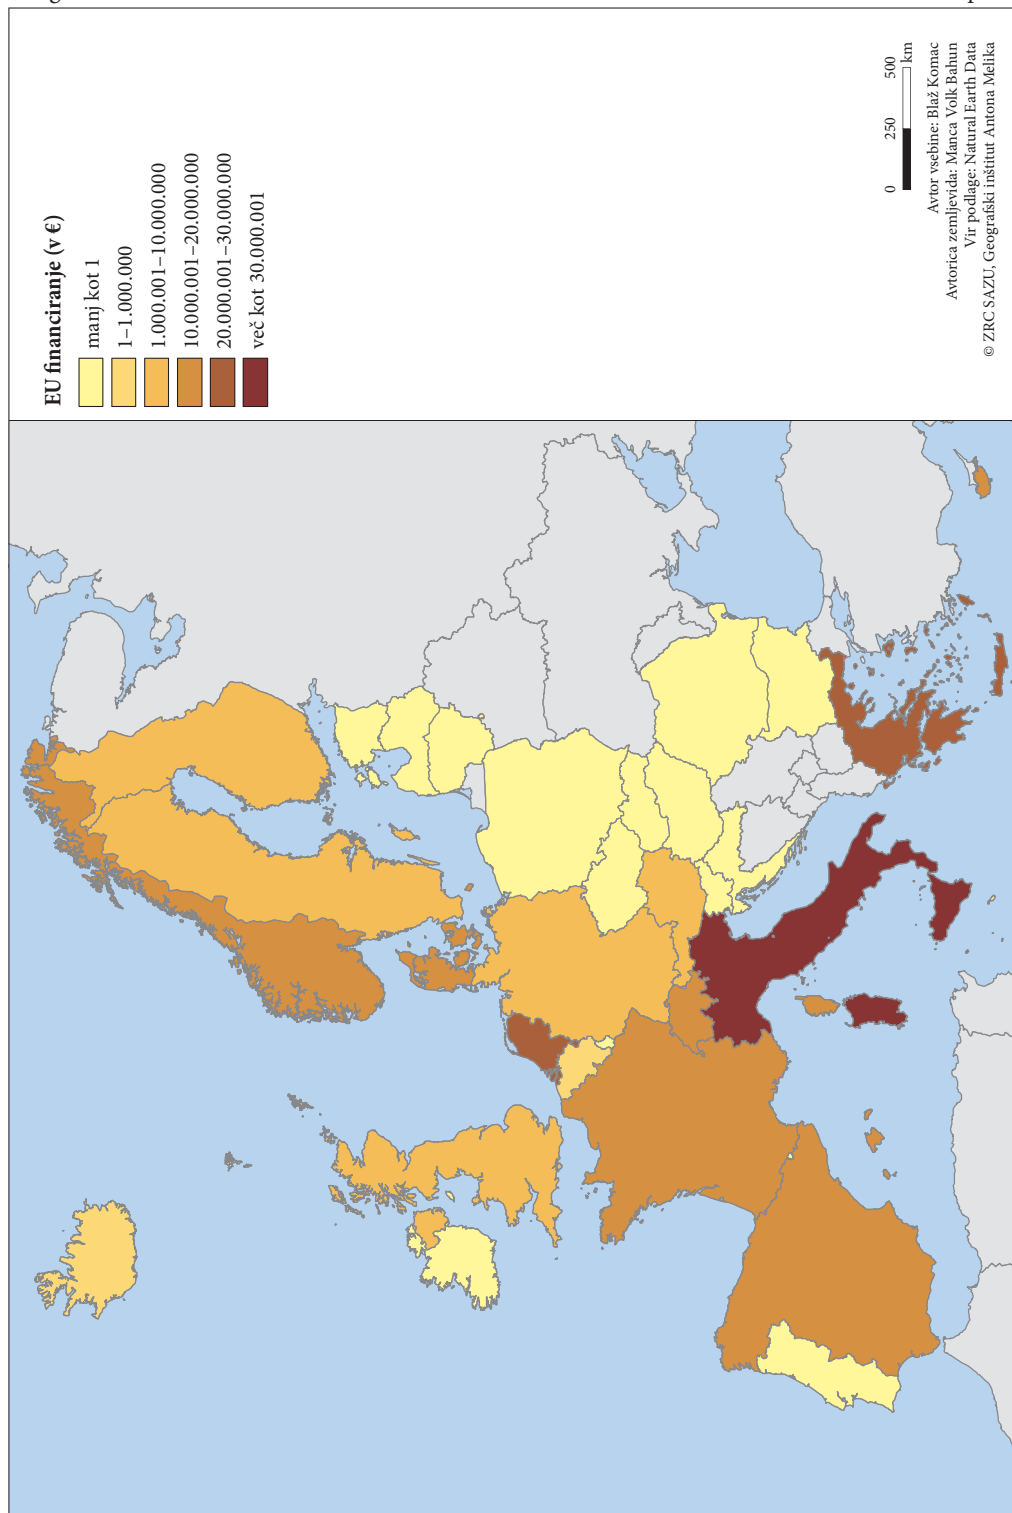 EU financiranje (v €)
manj kot 1
1–1.000.000
1.000.001–10.000.000
10.000.001–20.000.000
20.000.001–30.000.000
več kot 30.000.001
0 250 500
km
Avtor vsebine: Blaž Komac
Avtorica zemljevida: Manca Volk Bahun
Vir podlage: Natural Earth Data
© ZRC SAZU, Geografski inštitut Antona Melika